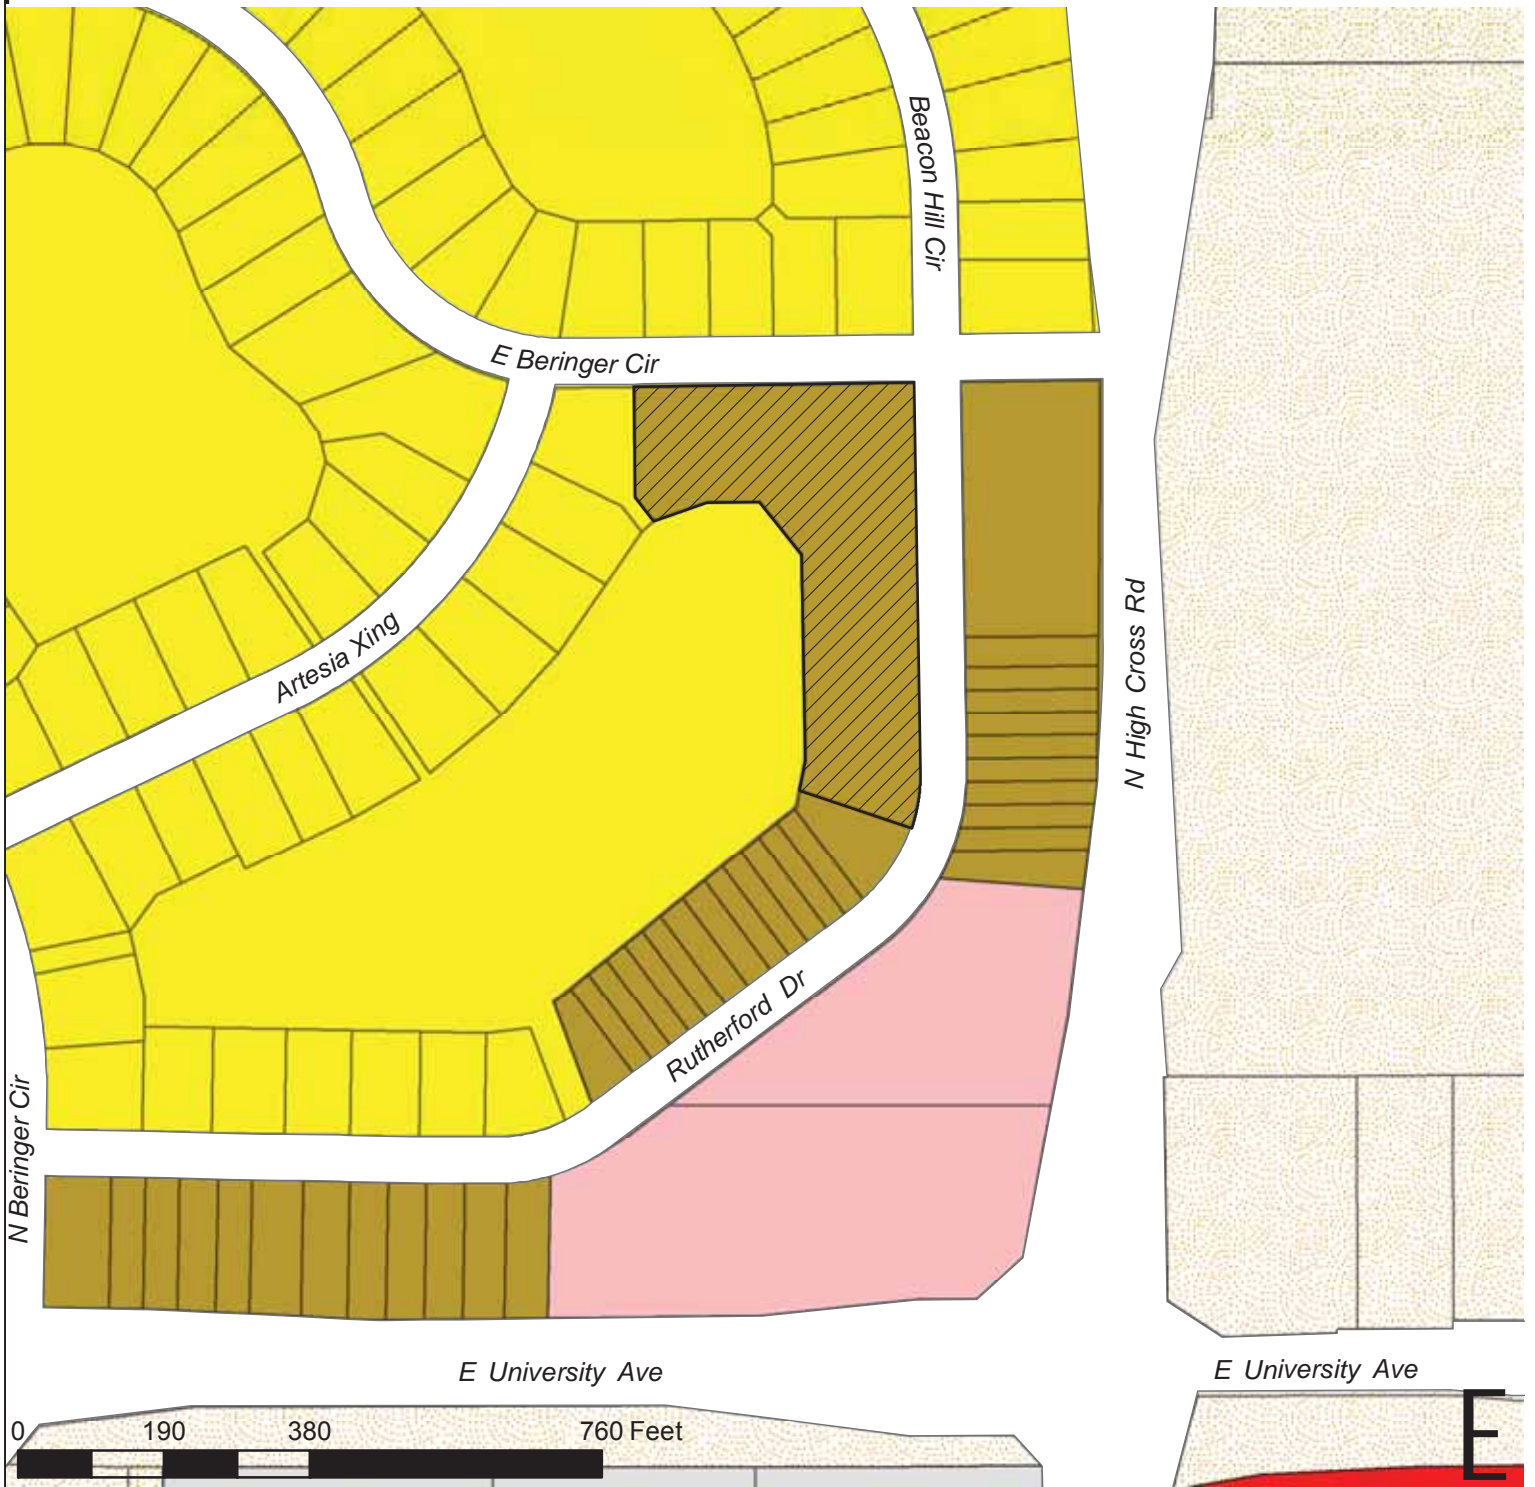 Beacon Hill Cir
E Beringer Cir
N High Cross Rd
Artesia Xing
Rutherford Dr
N Beringer Cir
E University Ave
E University Ave
0 190 380 760 Feet
E